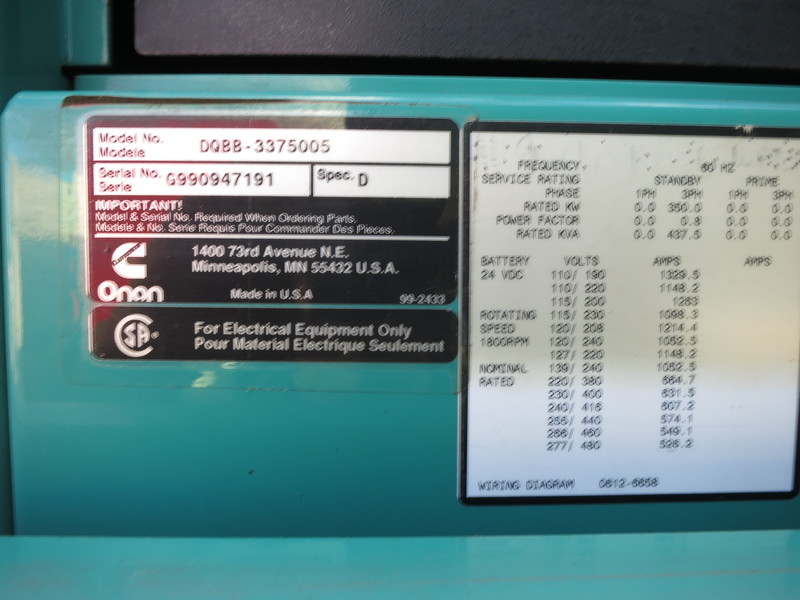 Model No.
Modele
DQBB-3375005
Serial No.
Serie
G990947191
Spec. D
IMPORTANT!
Model & Serial No. Required When Ordering Parts.
Modele & No. Serie Requis Pour Commander Des Pieces.
Cummins
Onan
1400 73rd Avenue N.E.
Minneapolis, MN 55432 U.S.A.
Made in U.S.A
99-2433
SA®
For Electrical Equipment Only
Pour Material Electrique Seulement
FREQUENCY 60 HZ
SERVICE RATING STANDBY PRIME
PHASE 1PH 3PH 1PH 3PH
RATED KW 0.0 350.0 0.0 0.0
POWER FACTOR 0.0 0.8 0.0 0.0
RATED KVA 0.0 437.5 0.0 0.0
BATTERY VOLTS AMPS AMPS
24 VDC 110/ 190 1329.5
110/ 220 1148.2
115/ 200 1263
ROTATING 115/ 230 1098.3
SPEED 120/ 208 1214.4
1800RPM 120/ 240 1052.5
127/ 220 1148.2
NOMINAL 139/ 240 1052.5
RATED 220/ 380 664.7
230/ 400 631.5
240/ 416 607.2
255/ 440 574.1
266/ 460 549.1
277/ 480 526.2
WIRING DIAGRAM 0612-6658